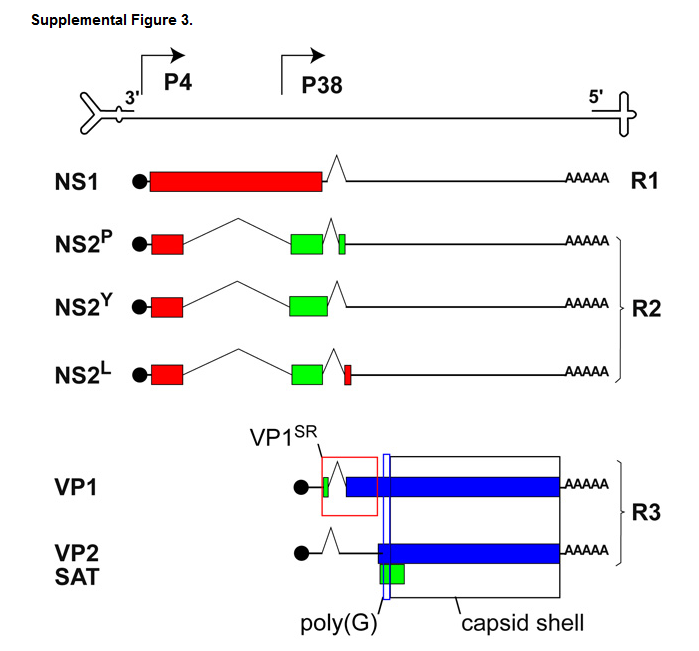 Supplemental Figure 3.
P4
P38
3'
5'
NS1 AAAAA R1
NS2P AAAAA
NS2Y AAAAA R2
NS2L AAAAA
VP1SR
VP1 AAAAA
R3
VP2 AAAAA
SAT
poly(G) capsid shell